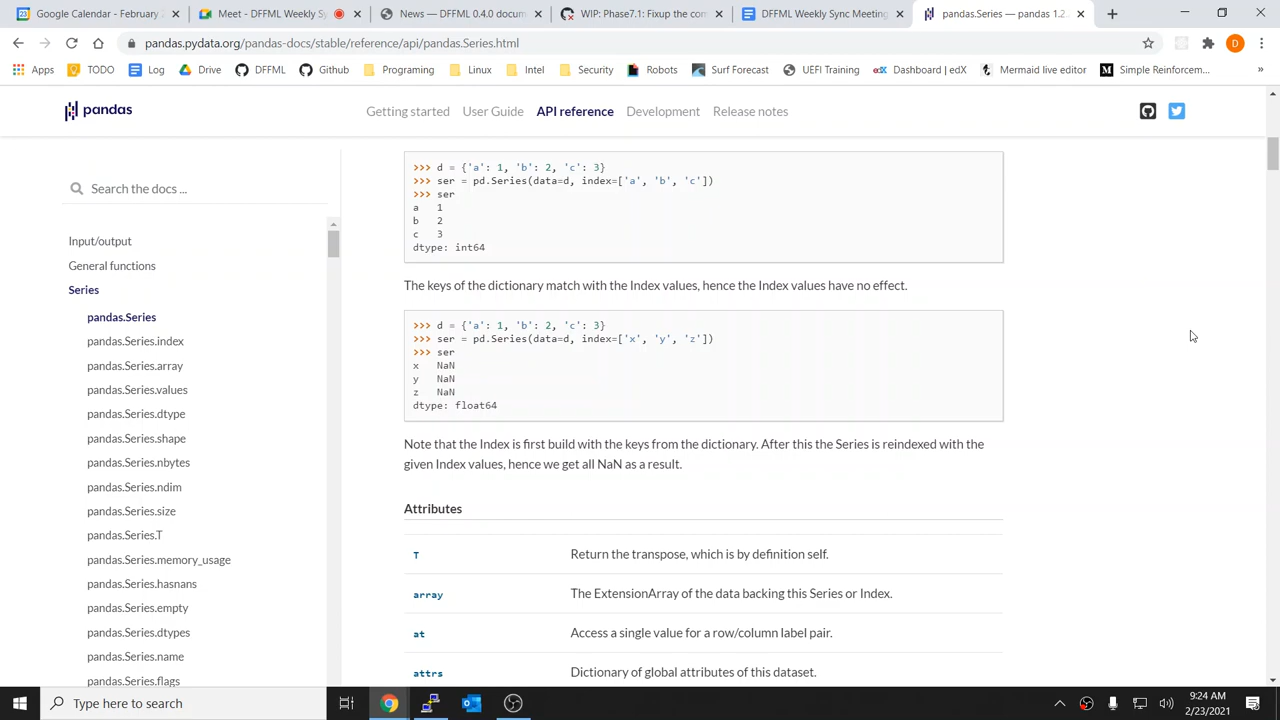 Google Calendar - February
Meet - DFFML Weekly Sy
News — DFFML 0.4.0 docum
WIP: Phase7.1: Fixup the com
DFFML Weekly Sync Meeting
pandas.Series — pandas 1.2.
pandas.pydata.org/pandas-docs/stable/reference/api/pandas.Series.html
D
Apps
TODO
Log
Drive
DFFML
Github
Programing
Linux
Intel
Security
Robots
Surf Forecast
UEFI Training
edX
Dashboard | edX
Mermaid live editor
M
Simple Reinforcem...
»
pandas
Getting started
User Guide
API reference
Development
Release notes
Search the docs ...
Input/output
General functions
Series
pandas.Series
pandas.Series.index
pandas.Series.array
pandas.Series.values
pandas.Series.dtype
pandas.Series.shape
pandas.Series.nbytes
pandas.Series.ndim
pandas.Series.size
pandas.Series.T
pandas.Series.memory_usage
pandas.Series.hasnans
pandas.Series.empty
pandas.Series.dtypes
pandas.Series.name
pandas.Series.flags
>>> d = {'a': 1, 'b': 2, 'c': 3}
>>> ser = pd.Series(data=d, index=['a', 'b', 'c'])
>>> ser
a 1
b 2
c 3
dtype: int64
The keys of the dictionary match with the Index values, hence the Index values have no effect.
>>> d = {'a': 1, 'b': 2, 'c': 3}
>>> ser = pd.Series(data=d, index=['x', 'y', 'z'])
>>> ser
x NaN
y NaN
z NaN
dtype: float64
Note that the Index is first build with the keys from the dictionary. After this the Series is reindexed with the
given Index values, hence we get all NaN as a result.
Attributes
T Return the transpose, which is by definition self.
array The ExtensionArray of the data backing this Series or Index.
at Access a single value for a row/column label pair.
attrs Dictionary of global attributes of this dataset.
Type here to search
9:24 AM
2/23/2021